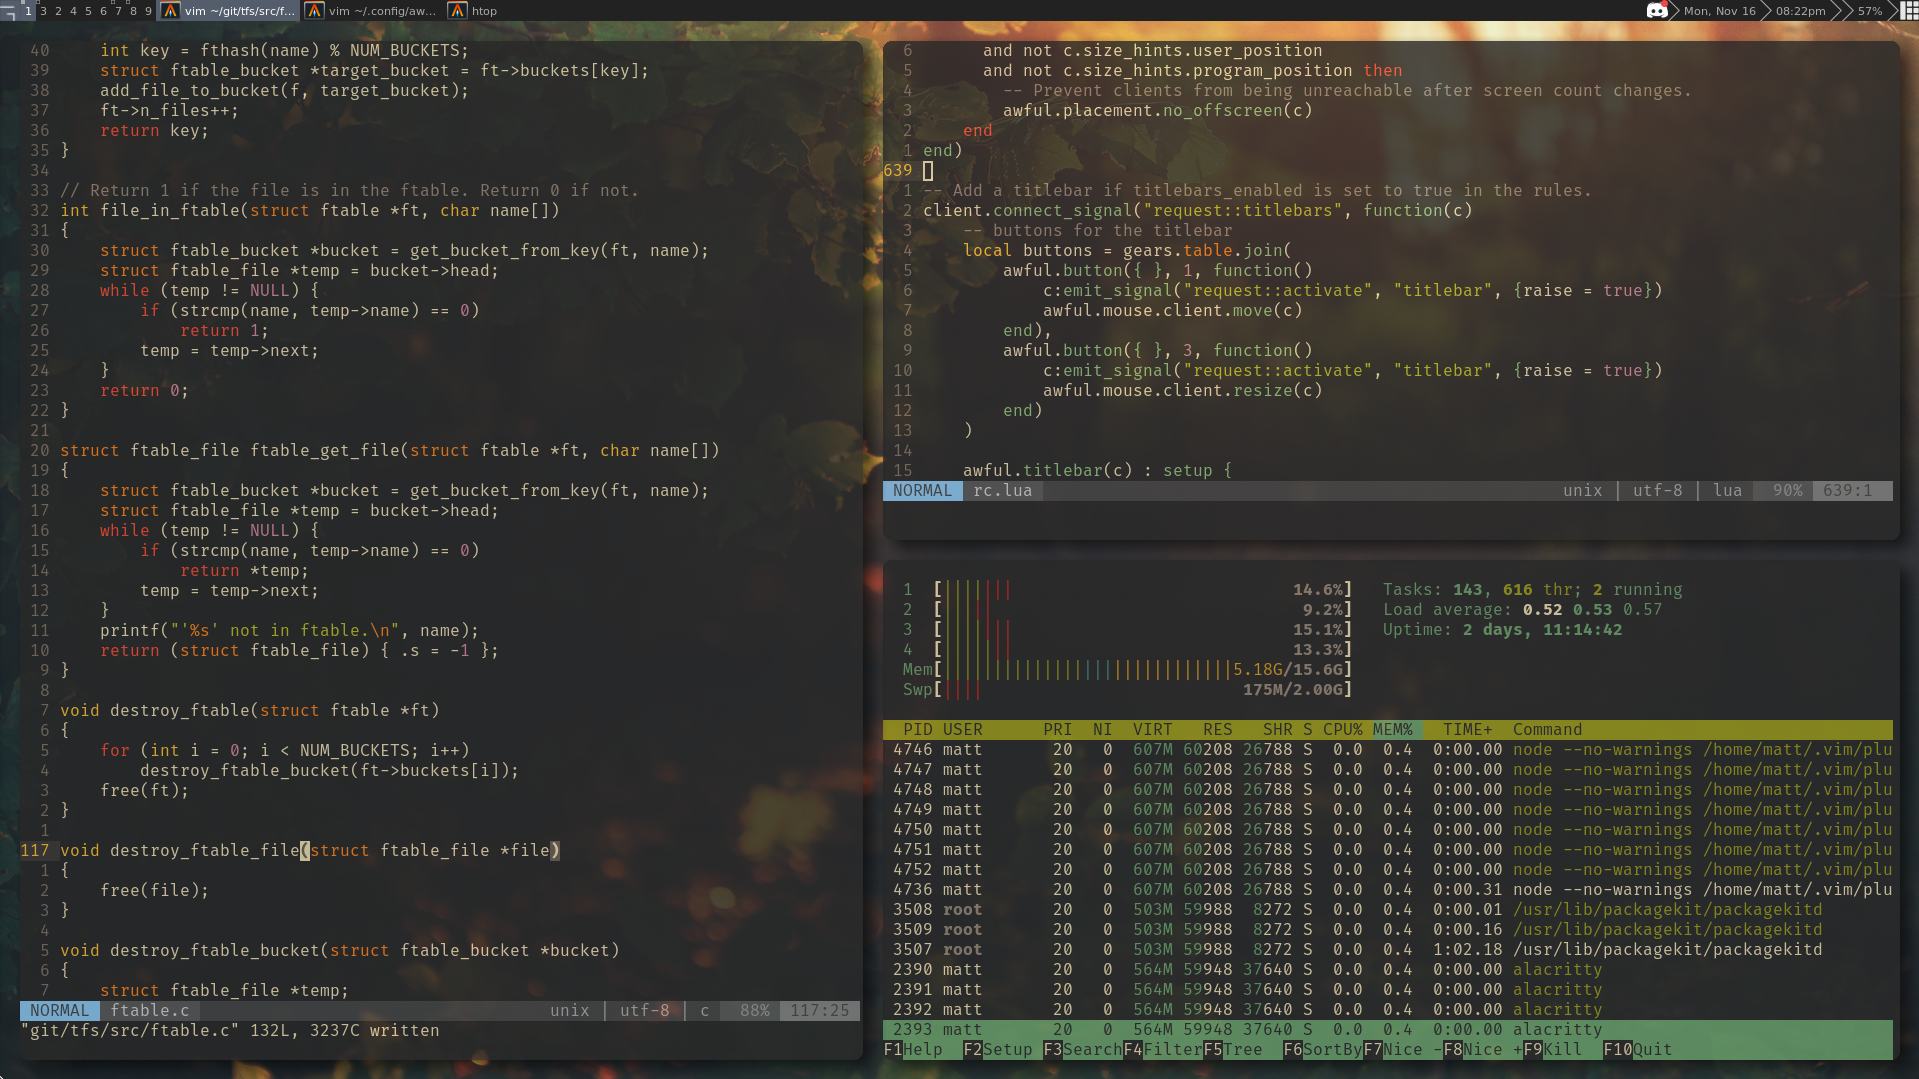 1 2 3 4 5 6 7 8 9 vim ~/git/tfs/src/f... vim ~/.config/aw... htop Mon, Nov 16 08:22pm 57%
40     int key = fthash(name) % NUM_BUCKETS;
39     struct ftable_bucket *target_bucket = ft->buckets[key];
38     add_file_to_bucket(f, target_bucket);
37     ft->n_files++;
36     return key;
35 }
34
33 // Return 1 if the file is in the ftable. Return 0 if not.
32 int file_in_ftable(struct ftable *ft, char name[])
31 {
30     struct ftable_bucket *bucket = get_bucket_from_key(ft, name);
29     struct ftable_file *temp = bucket->head;
28     while (temp != NULL) {
27         if (strcmp(name, temp->name) == 0)
26             return 1;
25         temp = temp->next;
24     }
23     return 0;
22 }
21
20 struct ftable_file ftable_get_file(struct ftable *ft, char name[])
19 {
18     struct ftable_bucket *bucket = get_bucket_from_key(ft, name);
17     struct ftable_file *temp = bucket->head;
16     while (temp != NULL) {
15         if (strcmp(name, temp->name) == 0)
14             return *temp;
13         temp = temp->next;
12     }
11     printf("'%s' not in ftable.\n", name);
10     return (struct ftable_file) { .s = -1 };
9 }
8
7 void destroy_ftable(struct ftable *ft)
6 {
5     for (int i = 0; i < NUM_BUCKETS; i++)
4         destroy_ftable_bucket(ft->buckets[i]);
3     free(ft);
2 }
1
117 void destroy_ftable_file(struct ftable_file *file)
1 {
2     free(file);
3 }
4
5 void destroy_ftable_bucket(struct ftable_bucket *bucket)
6 {
7     struct ftable_file *temp;
NORMAL ftable.c unix | utf-8 | c 88% 117:25
"git/tfs/src/ftable.c" 132L, 3237C written
6       and not c.size_hints.user_position
5       and not c.size_hints.program_position then
4         -- Prevent clients from being unreachable after screen count changes.
3         awful.placement.no_offscreen(c)
2     end
1 end)
639
1 -- Add a titlebar if titlebars_enabled is set to true in the rules.
2 client.connect_signal("request::titlebars", function(c)
3     -- buttons for the titlebar
4     local buttons = gears.table.join(
5         awful.button({ }, 1, function()
6             c:emit_signal("request::activate", "titlebar", {raise = true})
7             awful.mouse.client.move(c)
8         end),
9         awful.button({ }, 3, function()
10             c:emit_signal("request::activate", "titlebar", {raise = true})
11             awful.mouse.client.resize(c)
12         end)
13     )
14
15     awful.titlebar(c) : setup {
NORMAL rc.lua unix | utf-8 | lua 90% 639:1
1 [||||||| 14.6%] Tasks: 143, 616 thr; 2 running
2 [||||| 9.2%] Load average: 0.52 0.53 0.57
3 [||||||| 15.1%] Uptime: 2 days, 11:14:42
4 [||||||| 13.3%]
Mem[|||||||||||||||||||||||||||||5.18G/15.6G]
Swp[|||| 175M/2.00G]
PID USER PRI NI VIRT RES SHR S CPU% MEM% TIME+ Command
4746 matt 20 0 607M 60208 26788 S 0.0 0.4 0:00.00 node --no-warnings /home/matt/.vim/plu
4747 matt 20 0 607M 60208 26788 S 0.0 0.4 0:00.00 node --no-warnings /home/matt/.vim/plu
4748 matt 20 0 607M 60208 26788 S 0.0 0.4 0:00.00 node --no-warnings /home/matt/.vim/plu
4749 matt 20 0 607M 60208 26788 S 0.0 0.4 0:00.00 node --no-warnings /home/matt/.vim/plu
4750 matt 20 0 607M 60208 26788 S 0.0 0.4 0:00.00 node --no-warnings /home/matt/.vim/plu
4751 matt 20 0 607M 60208 26788 S 0.0 0.4 0:00.00 node --no-warnings /home/matt/.vim/plu
4752 matt 20 0 607M 60208 26788 S 0.0 0.4 0:00.00 node --no-warnings /home/matt/.vim/plu
4736 matt 20 0 607M 60208 26788 S 0.0 0.4 0:00.31 node --no-warnings /home/matt/.vim/plu
3508 root 20 0 503M 59988 8272 S 0.0 0.4 0:00.01 /usr/lib/packagekit/packagekitd
3509 root 20 0 503M 59988 8272 S 0.0 0.4 0:00.16 /usr/lib/packagekit/packagekitd
3507 root 20 0 503M 59988 8272 S 0.0 0.4 1:02.18 /usr/lib/packagekit/packagekitd
2390 matt 20 0 564M 59948 37640 S 0.0 0.4 0:00.00 alacritty
2391 matt 20 0 564M 59948 37640 S 0.0 0.4 0:00.00 alacritty
2392 matt 20 0 564M 59948 37640 S 0.0 0.4 0:00.00 alacritty
2393 matt 20 0 564M 59948 37640 S 0.0 0.4 0:00.00 alacritty
F1Help F2Setup F3SearchF4FilterF5Tree F6SortByF7Nice -F8Nice +F9Kill F10Quit